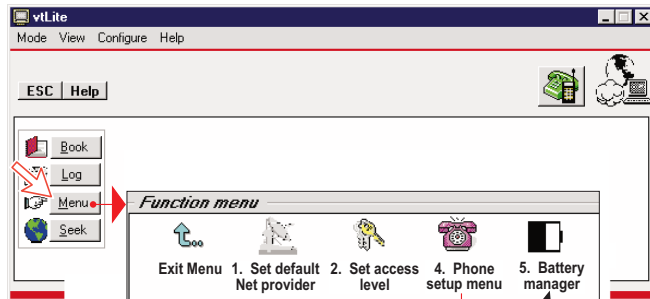 vtLite
Mode View Configure Help
ESC Help
Book
Log
Menu
Seek
Function menu
Exit Menu 1. Set default Net provider 2. Set access level 4. Phone setup menu 5. Battery manager